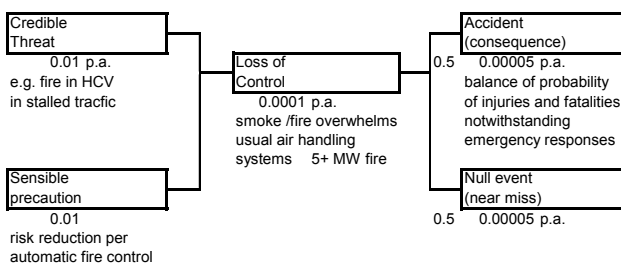 Credible
Threat
0.01 p.a.
e.g. fire in HCV
in stalled tracfic
Sensible
precaution
0.01
risk reduction per
automatic fire control
Loss of
Control
0.0001 p.a.
smoke /fire overwhelms
usual air handling
systems 5+ MW fire
Accident
(consequence)
0.5 0.00005 p.a.
balance of probability
of injuries and fatalities
notwithstanding
emergency responses
Null event
(near miss)
0.5 0.00005 p.a.